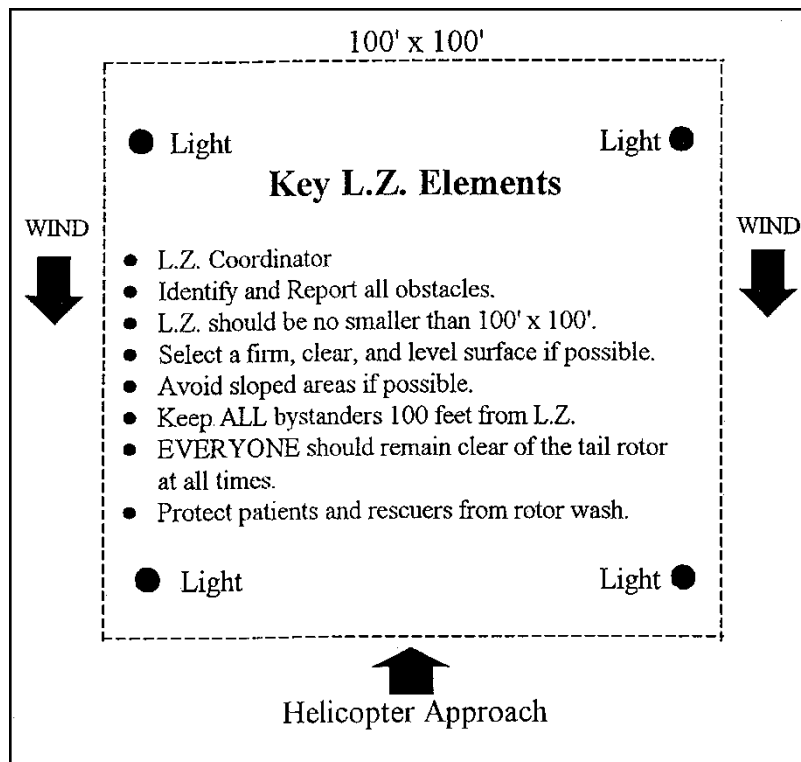 100' x 100'
Light
Light
Key L.Z. Elements
WIND
WIND
● L.Z. Coordinator
● Identify and Report all obstacles.
● L.Z. should be no smaller than 100' x 100'.
● Select a firm, clear, and level surface if possible.
● Avoid sloped areas if possible.
● Keep ALL bystanders 100 feet from L.Z.
● EVERYONE should remain clear of the tail rotor
at all times.
● Protect patients and rescuers from rotor wash.
Light
Light
Helicopter Approach